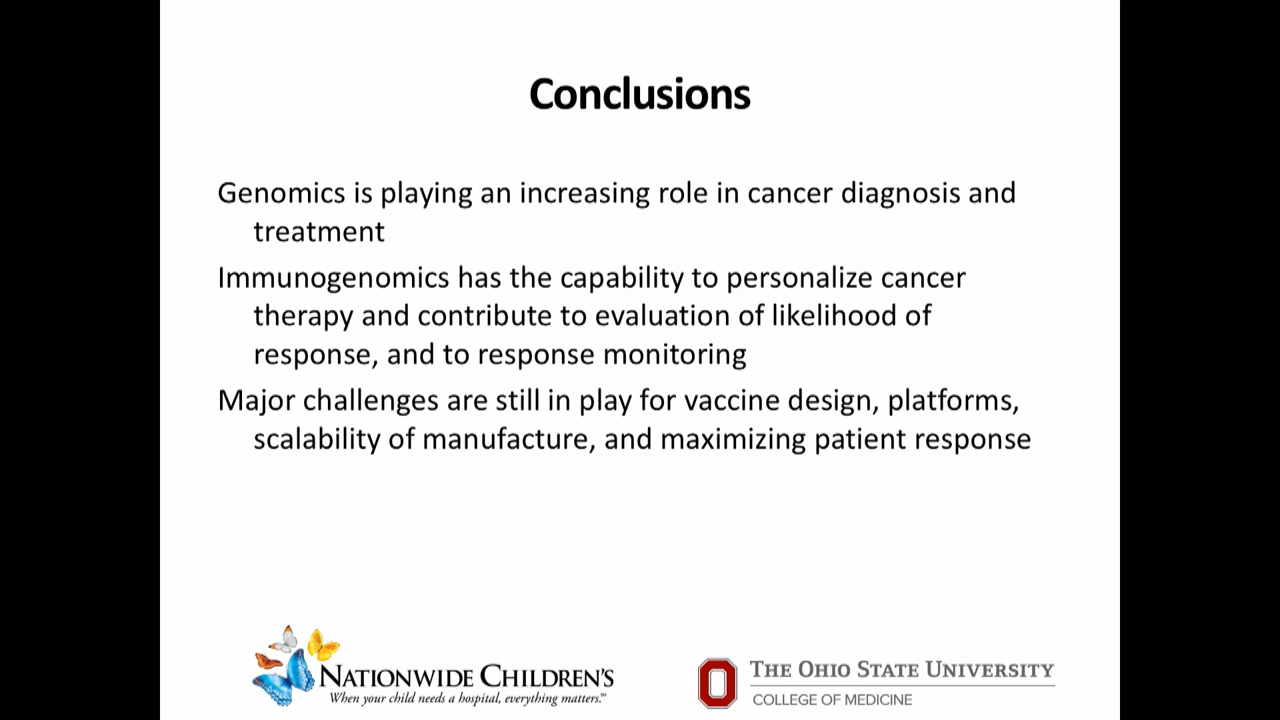 Conclusions
Genomics is playing an increasing role in cancer diagnosis and
treatment
Immunogenomics has the capability to personalize cancer
therapy and contribute to evaluation of likelihood of
response, and to response monitoring
Major challenges are still in play for vaccine design, platforms,
scalability of manufacture, and maximizing patient response
NATIONWIDE CHILDREN'S
When your child needs a hospital, everything matters.℠
THE OHIO STATE UNIVERSITY
COLLEGE OF MEDICINE